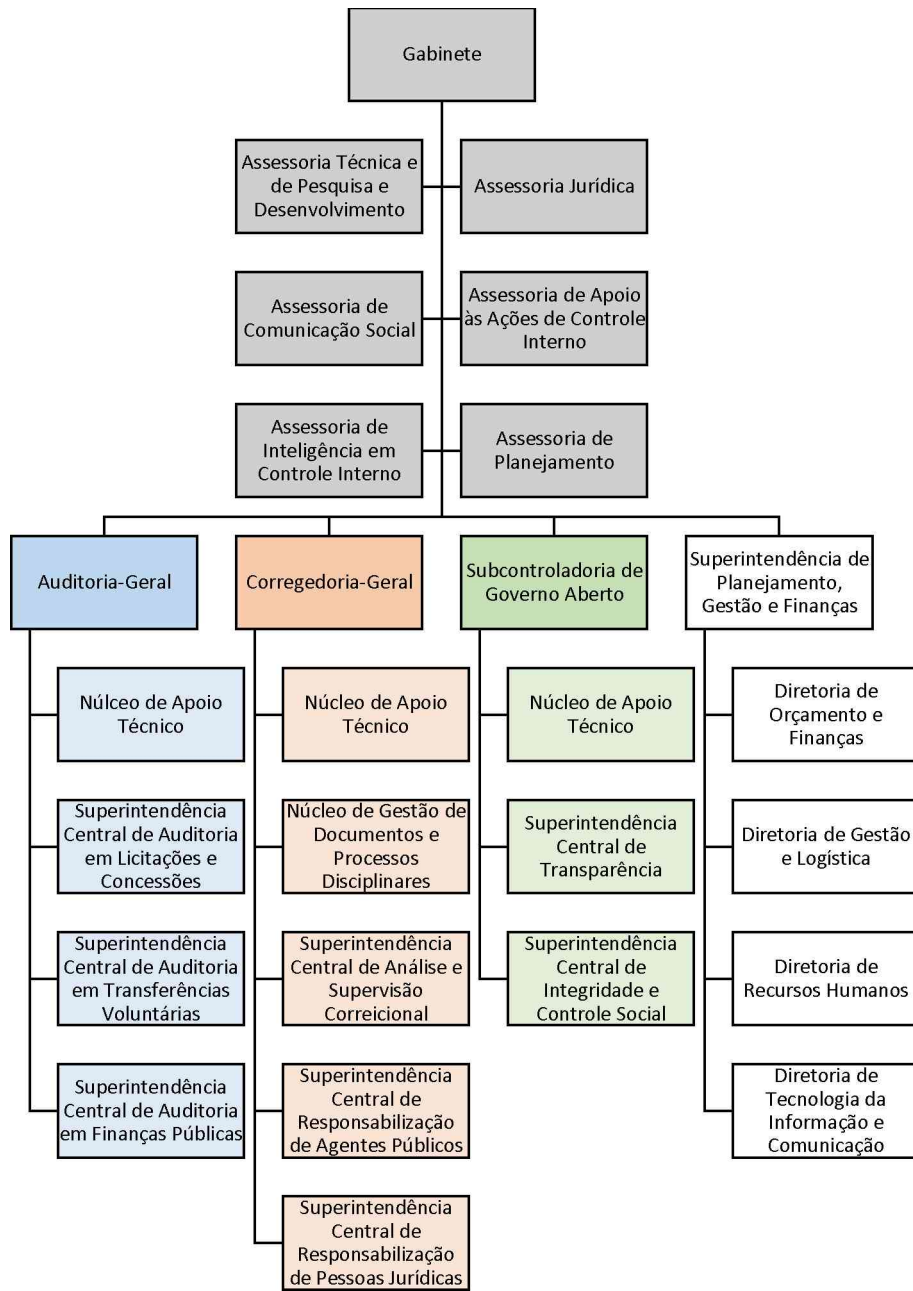 Gabinete
Assessoria Técnica e
de Pesquisa e
Desenvolvimento
Assessoria Jurídica
Assessoria de
Comunicação Social
Assessoria de Apoio
às Ações de Controle
Interno
Assessoria de
Inteligência em
Controle Interno
Assessoria de
Planejamento
Auditoria-Geral
Corregedoria-Geral
Subcontroladoria de
Governo Aberto
Superintendência de
Planejamento,
Gestão e Finanças
Núlceo de Apoio
Técnico
Núcleo de Apoio
Técnico
Núcleo de Apoio
Técnico
Diretoria de
Orçamento e
Finanças
Superintendência
Central de Auditoria
em Licitações e
Concessões
Núcleo de Gestão de
Documentos e
Processos
Disciplinares
Superintendência
Central de
Transparência
Diretoria de Gestão
e Logística
Superintendência
Central de Auditoria
em Transferências
Voluntárias
Superintendência
Central de Análise e
Supervisão
Correicional
Superintendência
Central de
Integridade e
Controle Social
Diretoria de
Recursos Humanos
Superintendência
Central de Auditoria
em Finanças Públicas
Superintendência
Central de
Responsabilização
de Agentes Públicos
Diretoria de
Tecnologia da
Informação e
Comunicação
Superintendência
Central de
Responsabilização
de Pessoas Jurídicas